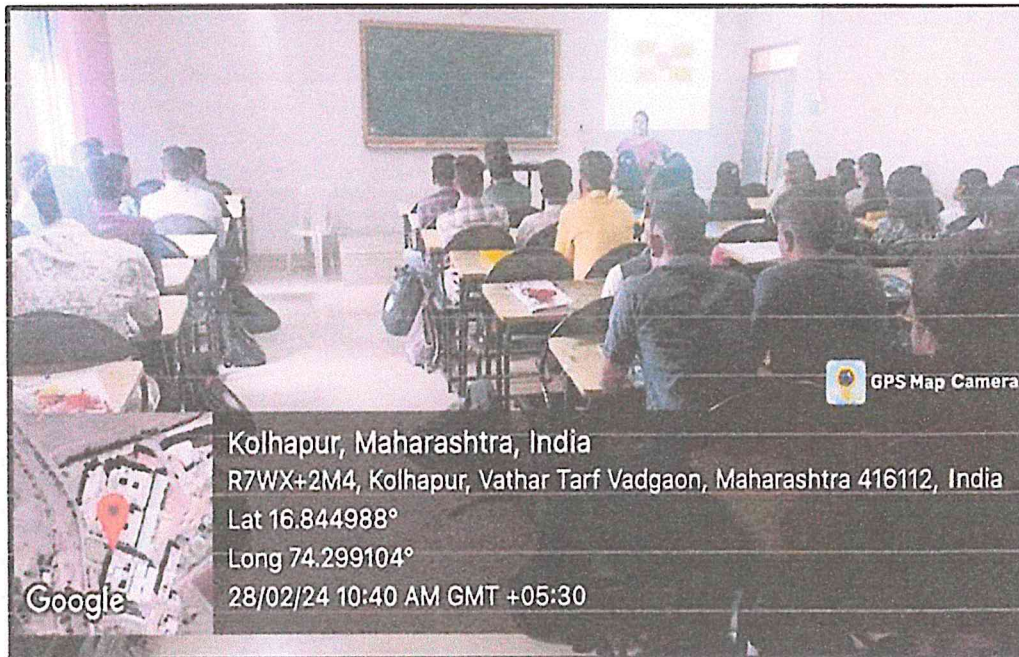 GPS Map Camera
Kolhapur, Maharashtra, India
R7WX+2M4, Kolhapur, Vathar Tarf Vadgaon, Maharashtra 416112, India
Lat 16.844988°
Long 74.299104°
28/02/24 10:40 AM GMT +05:30
Google